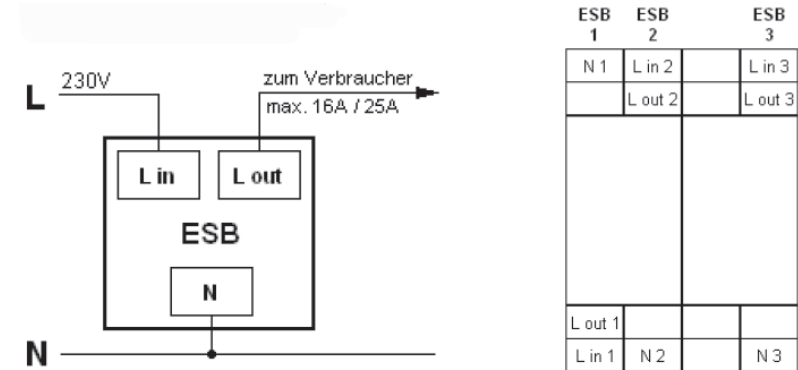 L
230V
zum Verbraucher
max. 16A / 25A
L in
L out
ESB
N
N
ESB ESB ESB
1 2 3
N 1 L in 2 L in 3
L out 2 L out 3
L out 1
L in 1 N 2 N 3